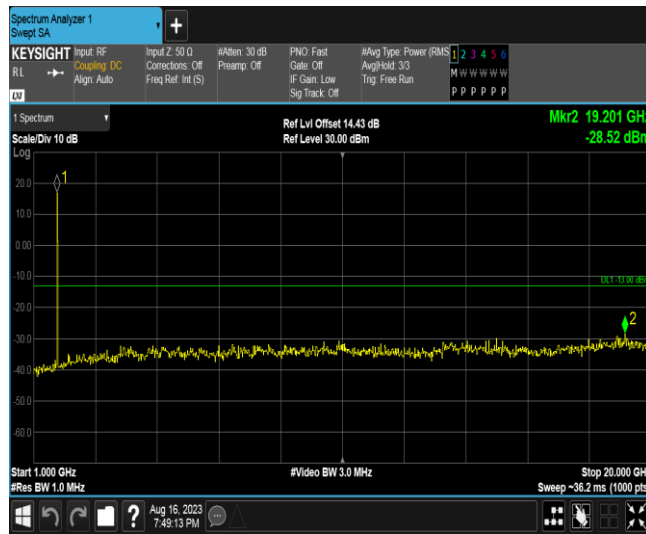 Spectrum Analyzer 1
Swept SA
KEYSIGHT
RL
LXI
Input: RF
Coupling: DC
Align: Auto
Input Z: 50 Ω
Corrections: Off
Freq Ref: Int (S)
#Atten: 30 dB
Preamp: Off
PNO: Fast
Gate: Off
IF Gain: Low
Sig Track: Off
#Avg Type: Power (RMS
Avg|Hold: 3/3
Trig: Free Run
1 2 3 4 5 6
M W W W W W
P P P P P P
1 Spectrum
Scale/Div 10 dB
Log
Ref Lvl Offset 14.43 dB
Ref Level 30.00 dBm
Mkr2 19.201 GHz
-28.52 dBm
1
20.0
10.0
0.00
-10.0
DL1 -13.00 dBm
-20.0
2
-30.0
-40.0
-50.0
-60.0
Start 1.000 GHz
#Res BW 1.0 MHz
#Video BW 3.0 MHz
Stop 20.000 GHz
Sweep ~36.2 ms (1000 pts)
?
Aug 16, 2023
7:49:13 PM